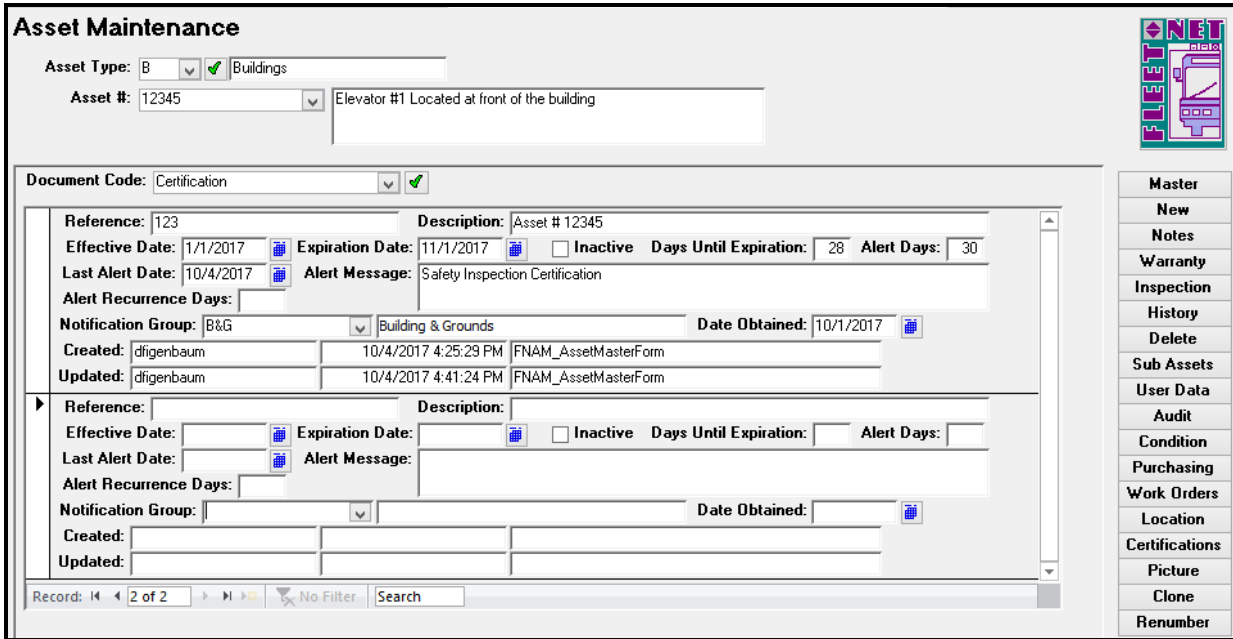 Asset Maintenance
Asset Type: B Buildings
Asset #: 12345 Elevator #1 Located at front of the building
FLEET NET
Document Code: Certification
Reference: 123 Description: Asset # 12345
Effective Date: 1/1/2017 Expiration Date: 11/1/2017 Inactive Days Until Expiration: 28 Alert Days: 30
Last Alert Date: 10/4/2017 Alert Message: Safety Inspection Certification
Alert Recurrence Days:
Notification Group: B&G Building & Grounds Date Obtained: 10/1/2017
Created: dfigenbaum 10/4/2017 4:25:29 PM FNAM_AssetMasterForm
Updated: dfigenbaum 10/4/2017 4:41:24 PM FNAM_AssetMasterForm
Reference: Description:
Effective Date: Expiration Date: Inactive Days Until Expiration: Alert Days:
Last Alert Date: Alert Message:
Alert Recurrence Days:
Notification Group: Date Obtained:
Created:
Updated:
Record: 2 of 2 No Filter Search
Master
New
Notes
Warranty
Inspection
History
Delete
Sub Assets
User Data
Audit
Condition
Purchasing
Work Orders
Location
Certifications
Picture
Clone
Renumber